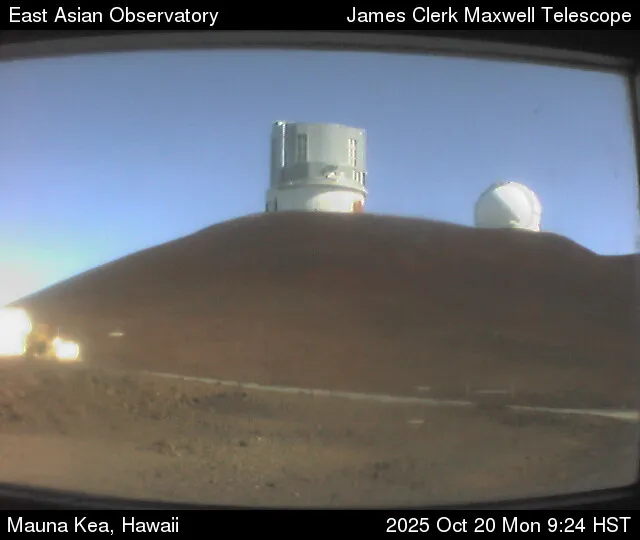 East Asian Observatory
James Clerk Maxwell Telescope
Mauna Kea, Hawaii
2025 Oct 20 Mon 9:24 HST